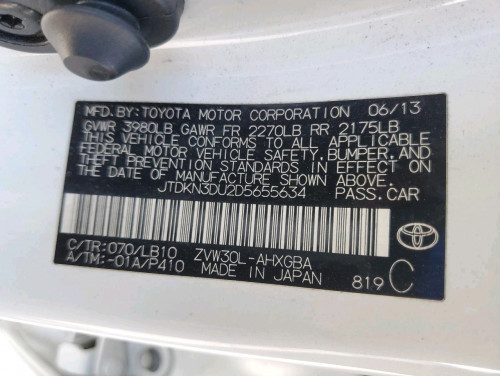 MFD. BY: TOYOTA MOTOR CORPORATION 06/13
GVWR 3980LB GAWR FR 2270LB RR 2175LB
THIS VEHICLE CONFORMS TO ALL APPLICABLE
FEDERAL MOTOR VEHICLE SAFETY, BUMPER, AND
THEFT PREVENTION STANDARDS IN EFFECT ON
THE DATE OF MANUFACTURE SHOWN ABOVE.
JTDKN3DU2D5655634 PASS. CAR
C/TR: 070/LB10 ZVW30L-AHXGBA
A/TM: -01A/P410 MADE IN JAPAN
819 C